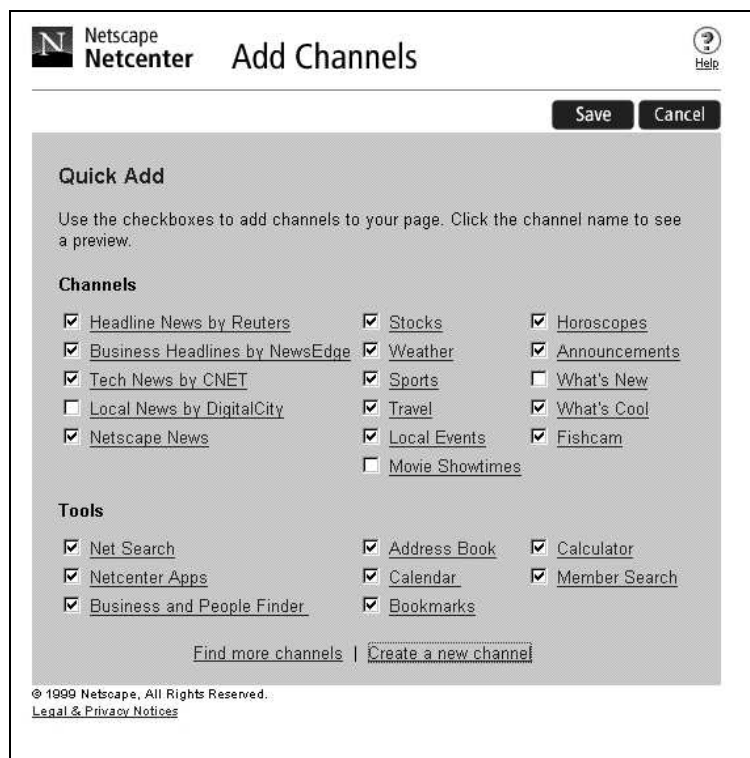 N Netscape
Netcenter Add Channels
Help
Save Cancel
Quick Add
Use the checkboxes to add channels to your page. Click the channel name to see
a preview.
Channels
Headline News by Reuters Stocks Horoscopes
Business Headlines by NewsEdge Weather Announcements
Tech News by CNET Sports What's New
Local News by DigitalCity Travel What's Cool
Netscape News Local Events Fishcam
Movie Showtimes
Tools
Net Search Address Book Calculator
Netcenter Apps Calendar Member Search
Business and People Finder Bookmarks
Find more channels | Create a new channel
© 1999 Netscape, All Rights Reserved.
Legal & Privacy Notices